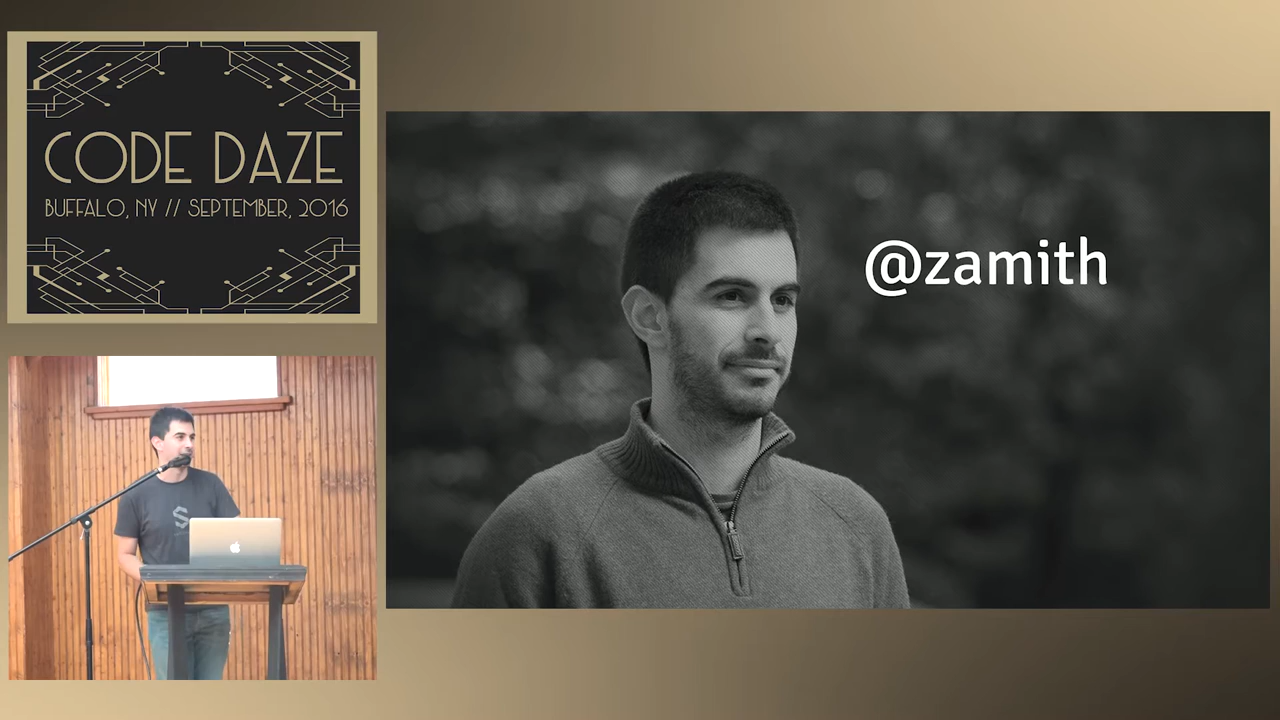 CODE DAZE
BUFFALO, NY // SEPTEMBER, 2016
@zamith
S